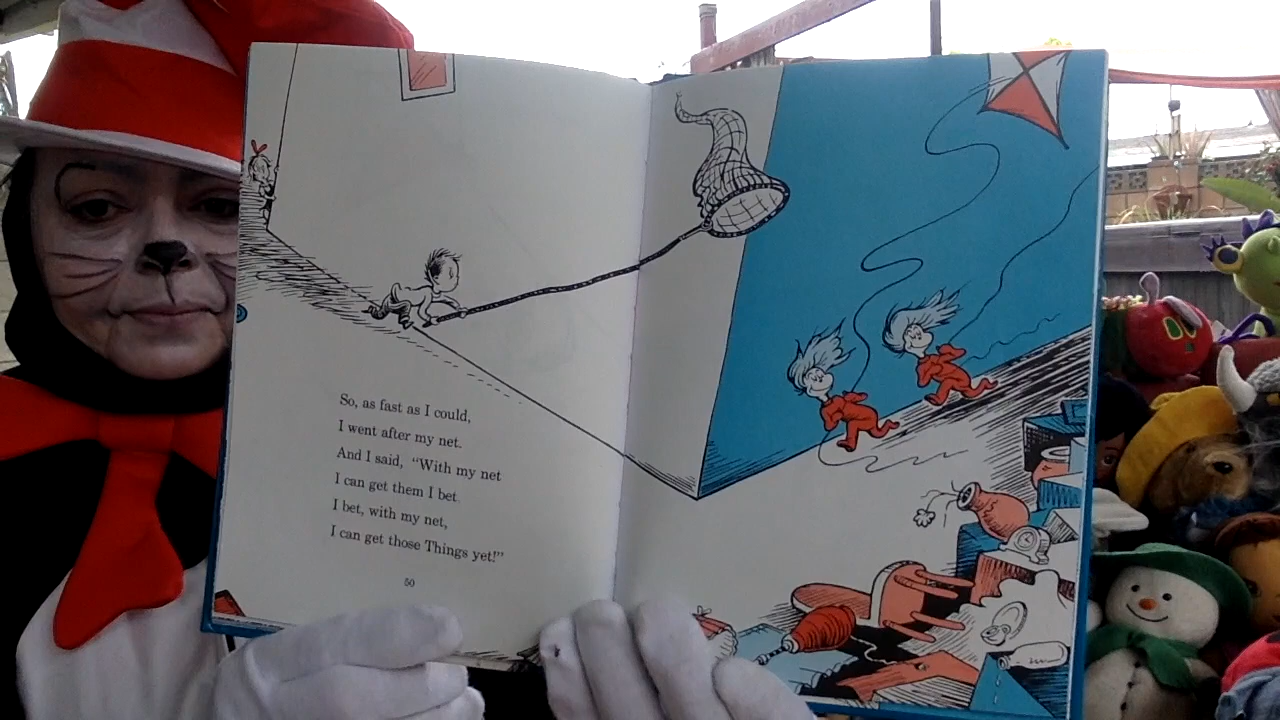 So, as fast as I could,
I went after my net.
And I said, "With my net
I can get them I bet.
I bet, with my net,
I can get those Things yet!"
50